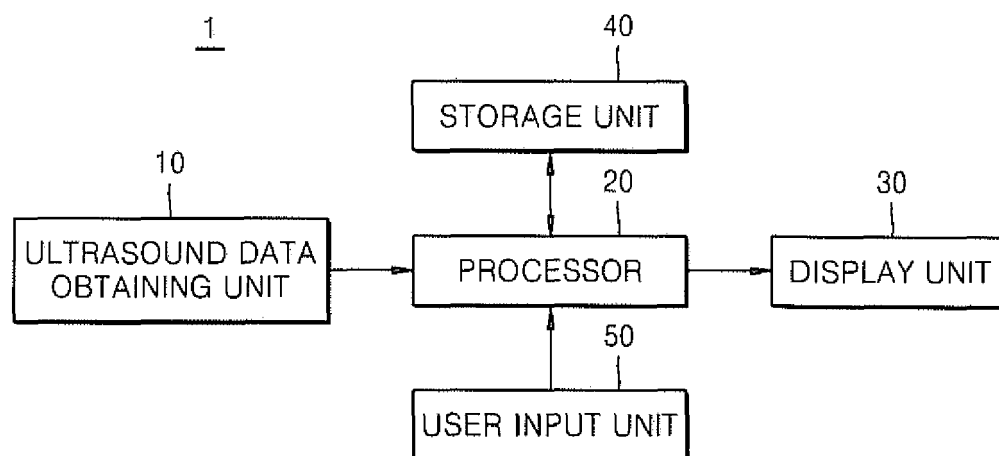 1
40
STORAGE UNIT
10
20
30
ULTRASOUND DATA
OBTAINING UNIT
PROCESSOR
DISPLAY UNIT
50
USER INPUT UNIT